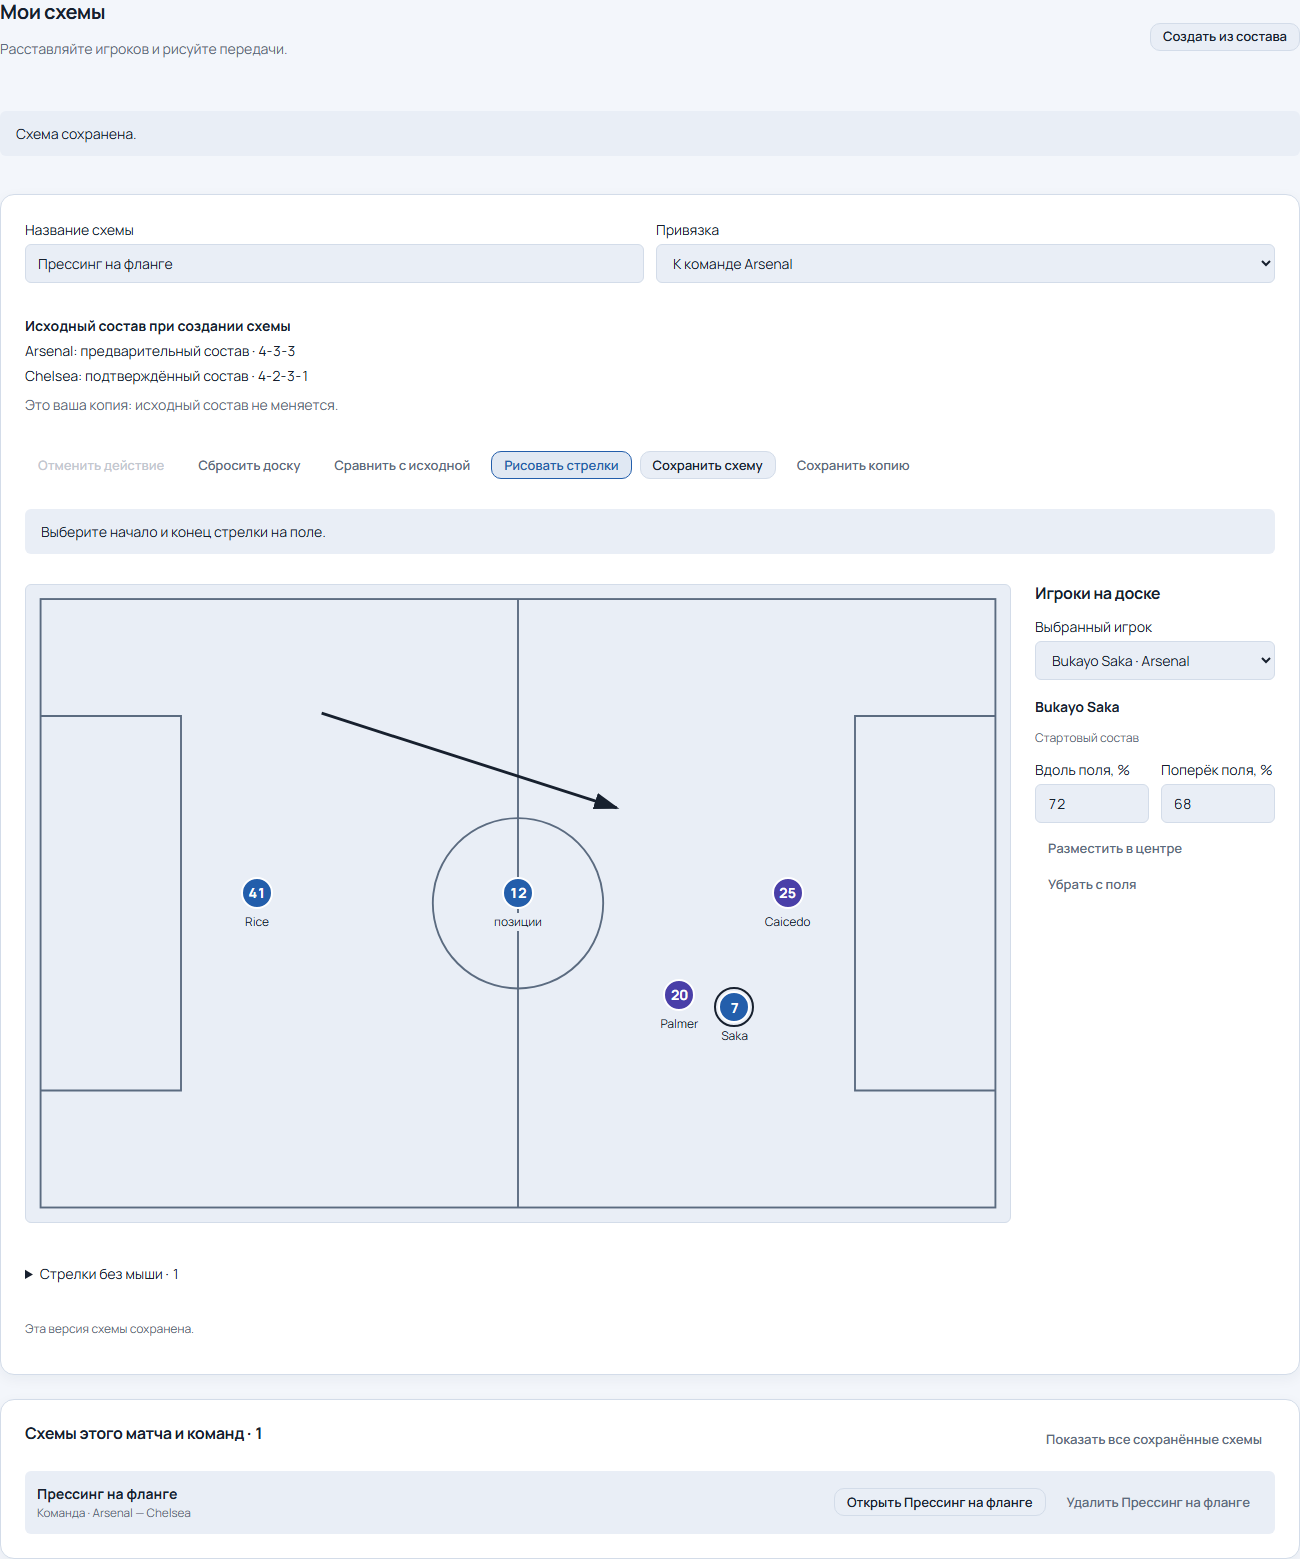 Мои схемы
Расставляйте игроков и рисуйте передачи.
Создать из состава
Схема сохранена.
Название схемы
Привязка
Прессинг на фланге
К команде Arsenal
Исходный состав при создании схемы
Arsenal: предварительный состав · 4-3-3
Chelsea: подтверждённый состав · 4-2-3-1
Это ваша копия: исходный состав не меняется.
Отменить действие
Сбросить доску
Сравнить с исходной
Рисовать стрелки
Сохранить схему
Сохранить копию
Выберите начало и конец стрелки на поле.
41
Rice
12
позиции
25
Caicedo
20
Palmer
7
Saka
Игроки на доске
Выбранный игрок
Bukayo Saka · Arsenal
Bukayo Saka
Стартовый состав
Вдоль поля, %
Поперёк поля, %
72
68
Разместить в центре
Убрать с поля
Стрелки без мыши · 1
Эта версия схемы сохранена.
Схемы этого матча и команд · 1
Показать все сохранённые схемы
Прессинг на фланге
Команда · Arsenal — Chelsea
Открыть Прессинг на фланге
Удалить Прессинг на фланге